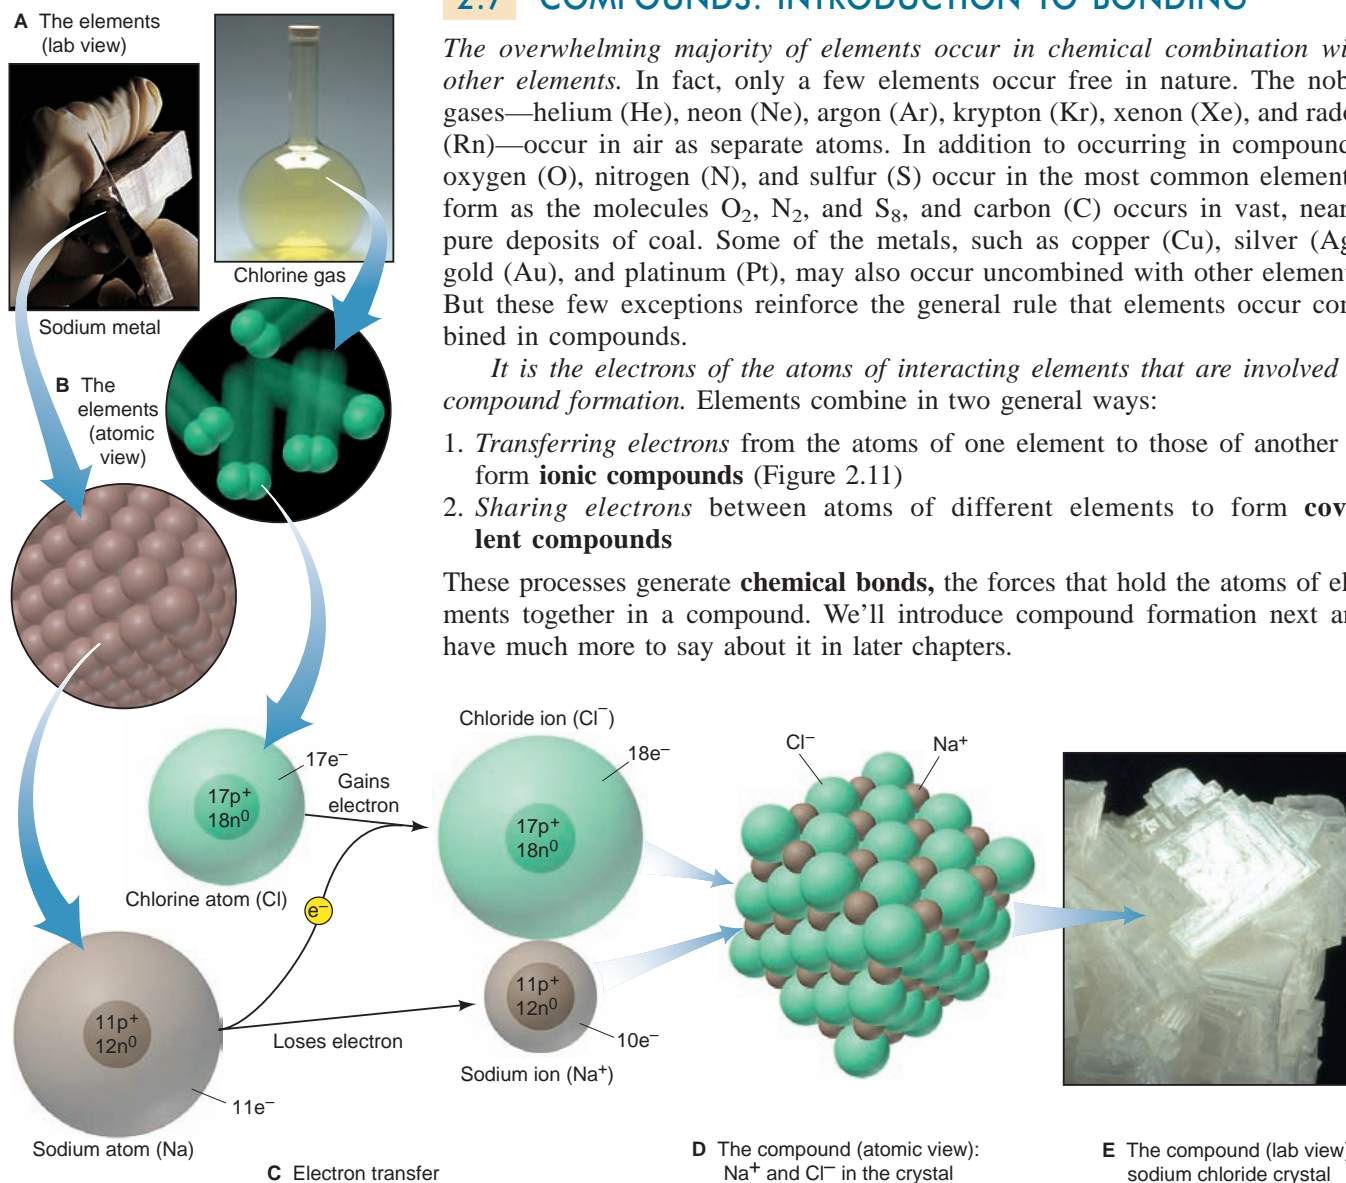 2.7 COMPOUNDS: INTRODUCTION TO BONDING
The overwhelming majority of elements occur in chemical combination wi
other elements. In fact, only a few elements occur free in nature. The nob
gases—helium (He), neon (Ne), argon (Ar), krypton (Kr), xenon (Xe), and rado
(Rn)—occur in air as separate atoms. In addition to occurring in compound
oxygen (O), nitrogen (N), and sulfur (S) occur in the most common element
form as the molecules O₂, N₂, and S₈, and carbon (C) occurs in vast, near
pure deposits of coal. Some of the metals, such as copper (Cu), silver (Ag
gold (Au), and platinum (Pt), may also occur uncombined with other element
But these few exceptions reinforce the general rule that elements occur com
bined in compounds.
It is the electrons of the atoms of interacting elements that are involved
compound formation. Elements combine in two general ways:
1. Transferring electrons from the atoms of one element to those of another
form ionic compounds (Figure 2.11)
2. Sharing electrons between atoms of different elements to form cov
lent compounds
These processes generate chemical bonds, the forces that hold the atoms of el
ments together in a compound. We'll introduce compound formation next an
have much more to say about it in later chapters.
A The elements
(lab view)
Sodium metal
Chlorine gas
B The
elements
(atomic
view)
17e⁻
17p⁺
18n⁰
Chlorine atom (Cl)
Gains
electron
e⁻
11p⁺
12n⁰
11e⁻
Sodium atom (Na)
Loses electron
C Electron transfer
Chloride ion (Cl⁻)
18e⁻
17p⁺
18n⁰
11p⁺
12n⁰
10e⁻
Sodium ion (Na⁺)
Cl⁻
Na⁺
D The compound (atomic view):
Na⁺ and Cl⁻ in the crystal
E The compound (lab view)
sodium chloride crystal